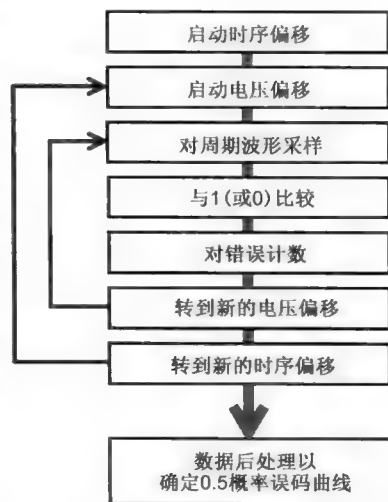 启动时序偏移
启动电压偏移
对周期波形采样
与1(或0)比较
对错误计数
转到新的电压偏移
转到新的时序偏移
数据后处理以
确定0.5概率误码曲线